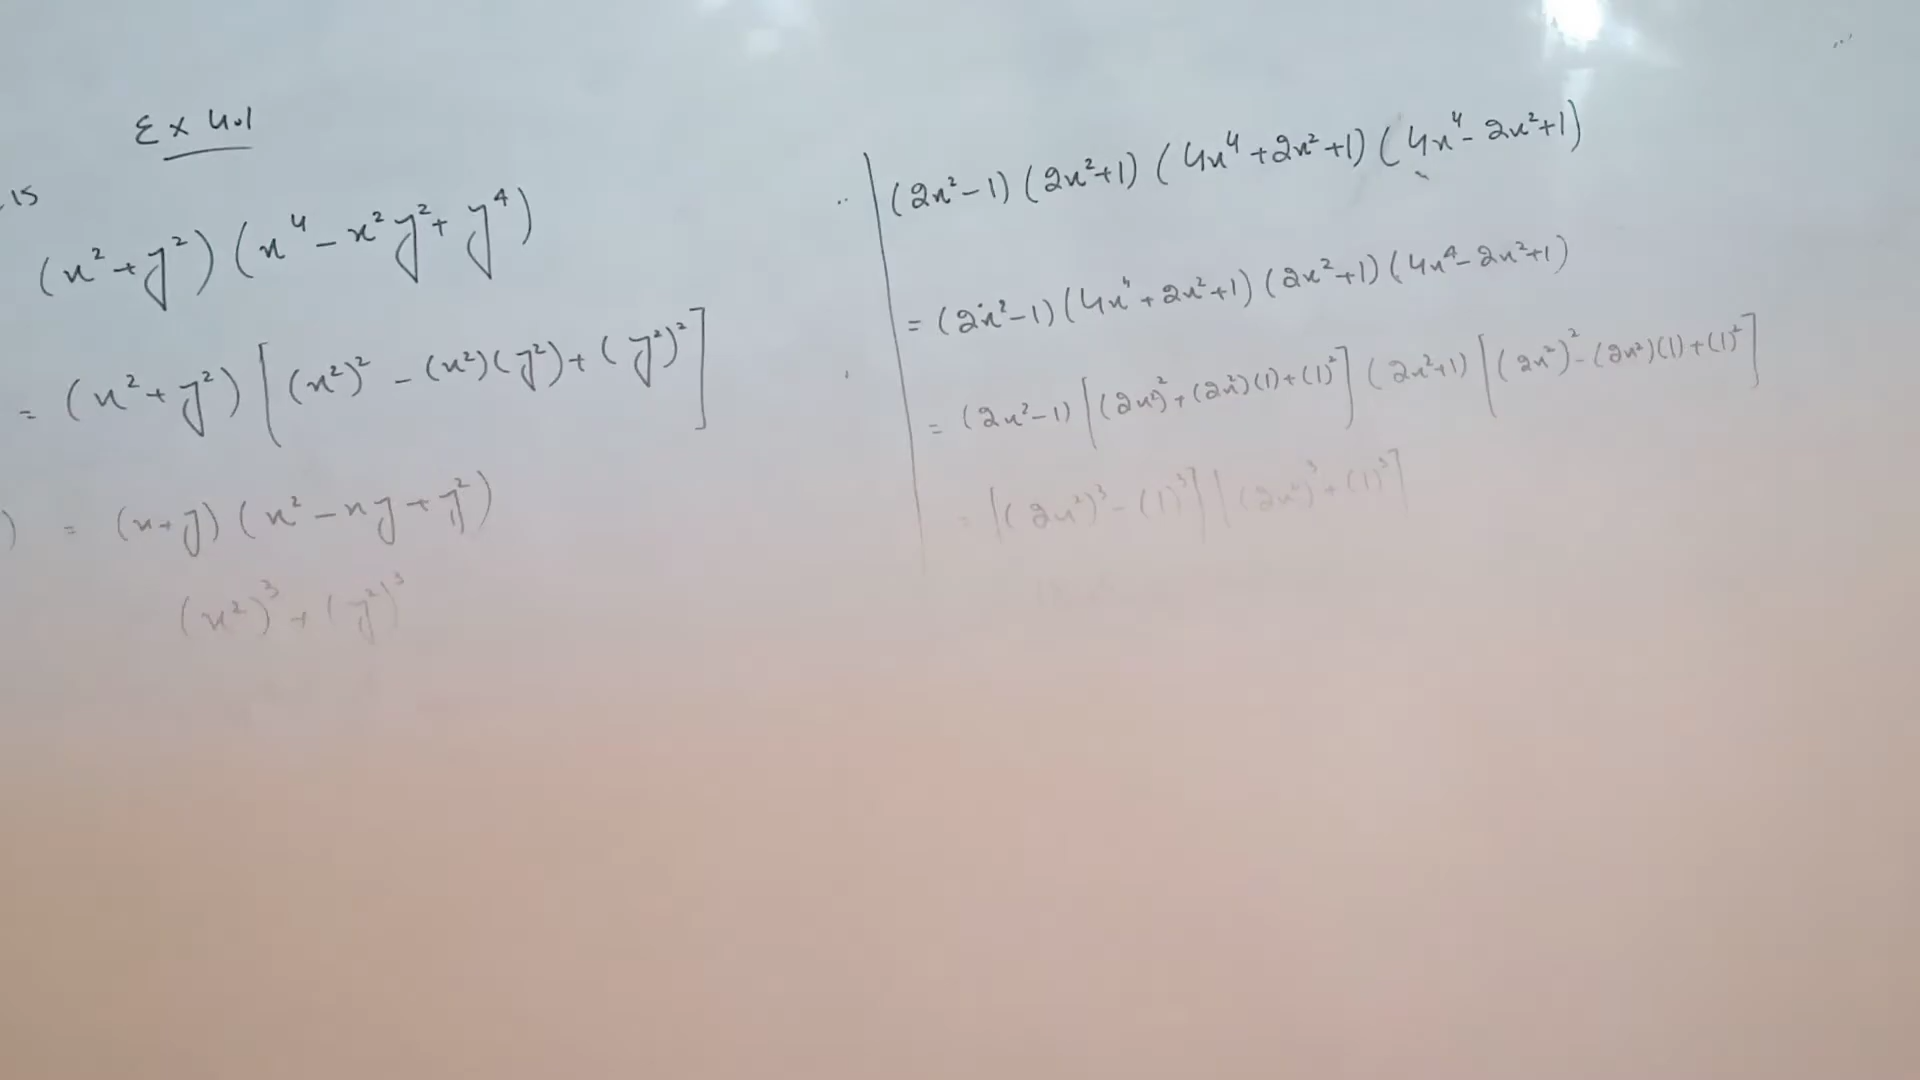 Ex 4.1
.15
(x²+y²)(x⁴-x²y²+y⁴)
= (x²+y²)[(x²)²-(x²)(y²)+(y²)²]
) = (x+y)(x²-xy+y²)
(x²)³+(y²)³
(2x²-1)(2x²+1)(4x⁴+2x²+1)(4x⁴-2x²+1)
= (2x²-1)(4x⁴+2x²+1)(2x²+1)(4x⁴-2x²+1)
= (2x²-1)[(2x²)²+(2x²)(1)+(1)²](2x²+1)[(2x²)²-(2x²)(1)+(1)²]
= [(2x²)³-(1)³][(2x²)³+(1)³]